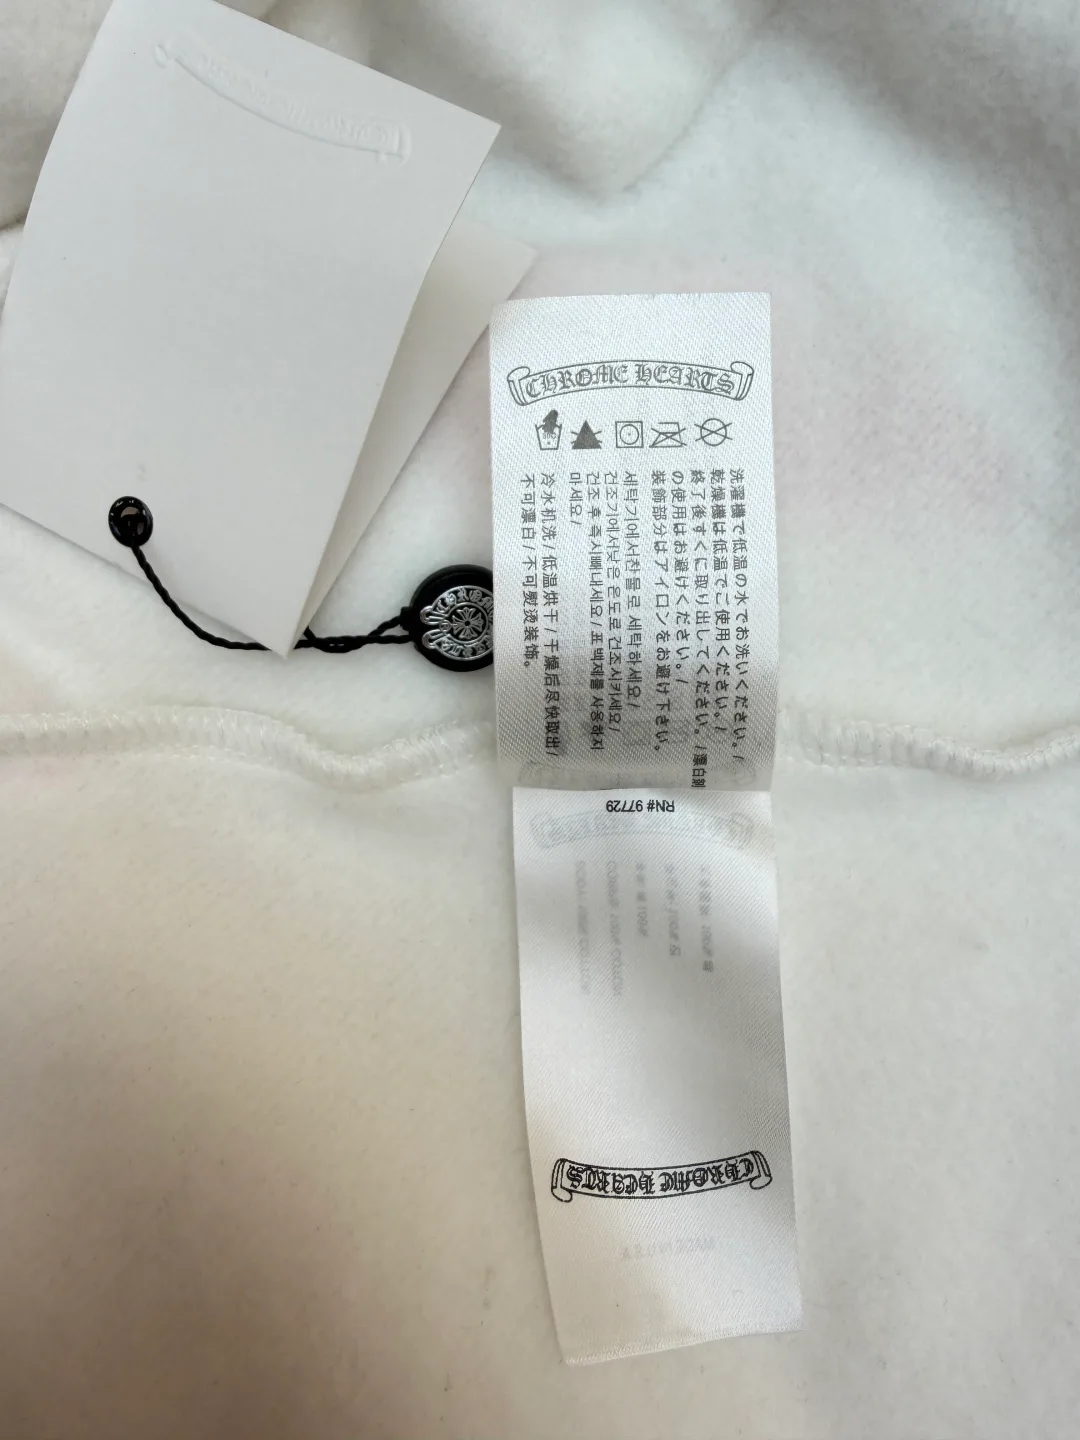 CHROME HEARTS
洗濯機で低温の水でお洗いください。/
乾燥機は低温でご使用ください。/
終了後すぐに取り出してください。/漂白剤
の使用はお避けください。/
装飾部分はアイロンをお避け下さい。
세탁기에서찬물로 세탁하세요/
건조기에서낮은 온도로 건조시키세요/
건조 후 즉시빼내세요/ 표백제를 사용하지
마세요/
冷水机洗/低温烘干/干燥后尽快取出/
不可漂白/不可熨烫装饰。
RN# 97729
CHROME HEARTS